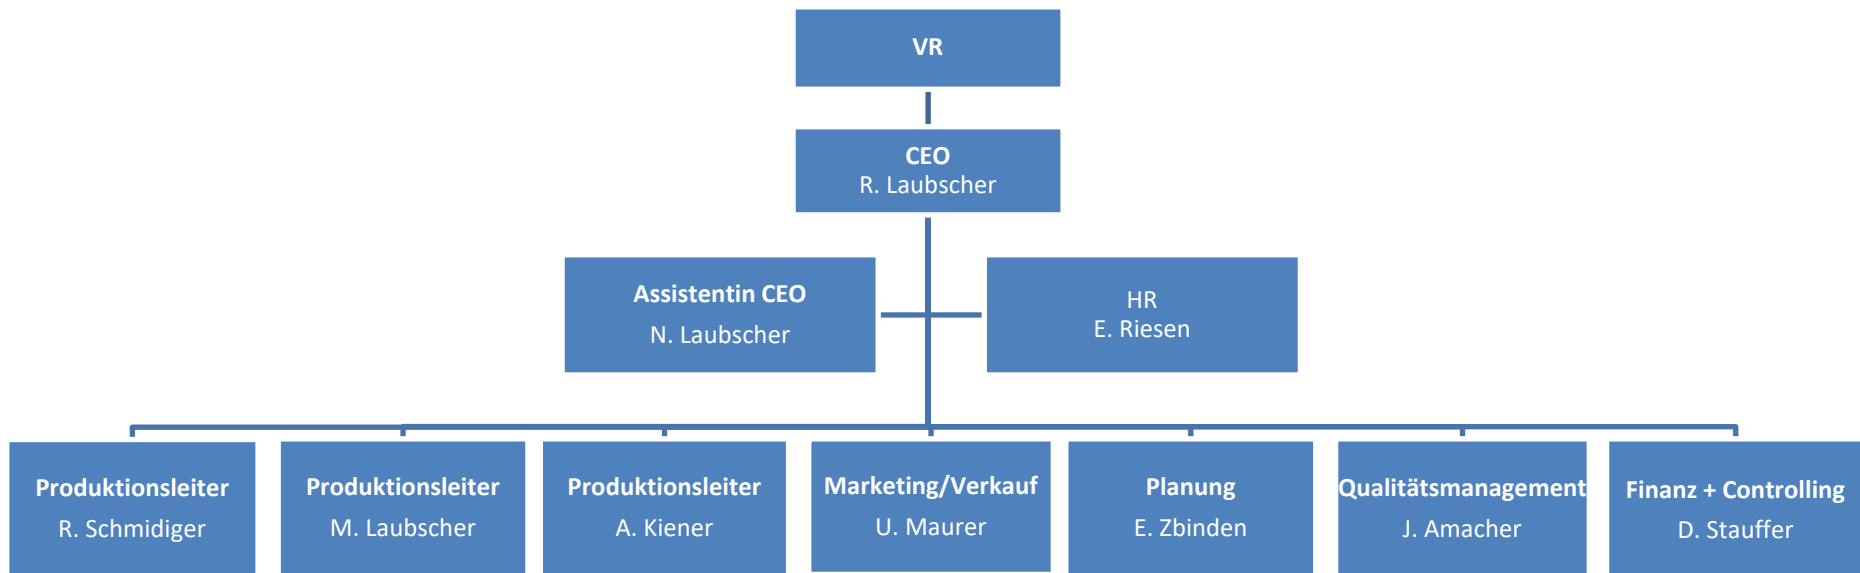 VR
CEO
R. Laubscher
Assistentin CEO
N. Laubscher
HR
E. Riesen
Produktionsleiter
R. Schmidiger
Produktionsleiter
M. Laubscher
Produktionsleiter
A. Kiener
Marketing/Verkauf
U. Maurer
Planung
E. Zbinden
Qualitätsmanagement
J. Amacher
Finanz + Controlling
D. Stauffer